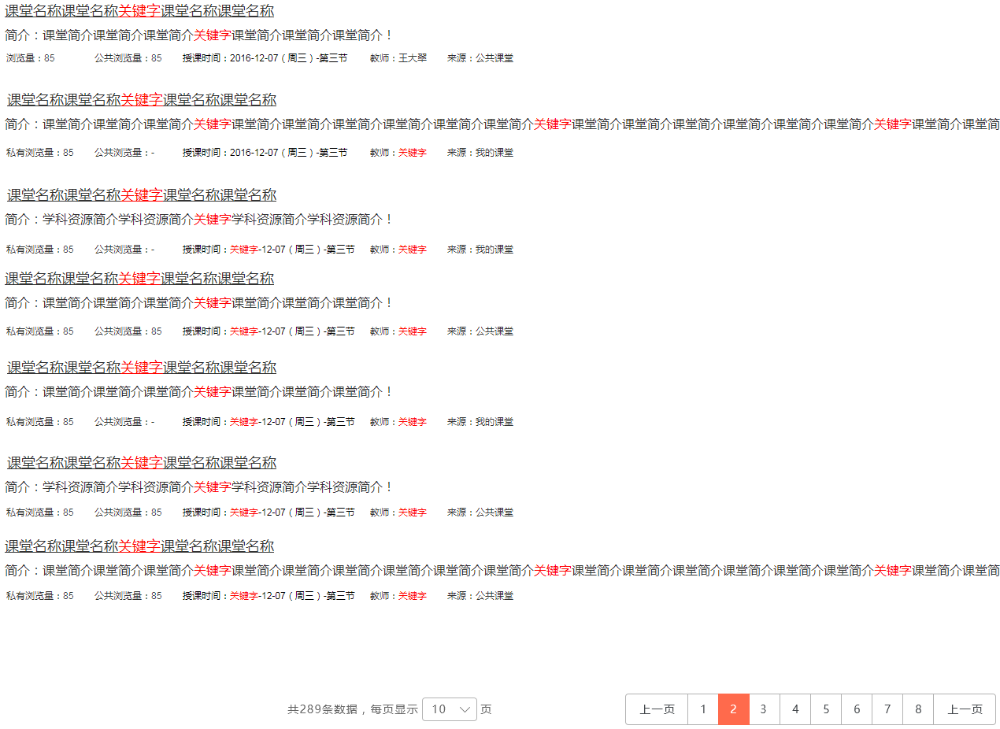 课堂名称课堂名称关键字课堂名称课堂名称
简介：课堂简介课堂简介课堂简介关键字课堂简介课堂简介课堂简介！
浏览量：85 公共浏览量：85 授课时间：2016-12-07（周三）-第三节 教师：王大翠 来源：公共课堂
课堂名称课堂名称关键字课堂名称课堂名称
简介：课堂简介课堂简介课堂简介关键字课堂简介课堂简介课堂简介课堂简介课堂简介课堂简介关键字课堂简介课堂简介课堂简介课堂简介课堂简介课堂简介关键字课堂简介课堂简
私有浏览量：85 公共浏览量：- 授课时间：2016-12-07（周三）-第三节 教师：关键字 来源：我的课堂
课堂名称课堂名称关键字课堂名称课堂名称
简介：学科资源简介学科资源简介关键字学科资源简介学科资源简介！
私有浏览量：85 公共浏览量：- 授课时间：关键字-12-07（周三）-第三节 教师：关键字 来源：我的课堂
课堂名称课堂名称关键字课堂名称课堂名称
简介：课堂简介课堂简介课堂简介关键字课堂简介课堂简介课堂简介！
私有浏览量：85 公共浏览量：85 授课时间：关键字-12-07（周三）-第三节 教师：关键字 来源：公共课堂
课堂名称课堂名称关键字课堂名称课堂名称
简介：课堂简介课堂简介课堂简介关键字课堂简介课堂简介课堂简介！
私有浏览量：85 公共浏览量：- 授课时间：关键字-12-07（周三）-第三节 教师：关键字 来源：我的课堂
课堂名称课堂名称关键字课堂名称课堂名称
简介：学科资源简介学科资源简介关键字学科资源简介学科资源简介！
私有浏览量：85 公共浏览量：85 授课时间：关键字-12-07（周三）-第三节 教师：关键字 来源：公共课堂
课堂名称课堂名称关键字课堂名称课堂名称
简介：课堂简介课堂简介课堂简介关键字课堂简介课堂简介课堂简介课堂简介课堂简介课堂简介关键字课堂简介课堂简介课堂简介课堂简介课堂简介课堂简介关键字课堂简介课堂简
私有浏览量：85 公共浏览量：85 授课时间：关键字-12-07（周三）-第三节 教师：关键字 来源：公共课堂
共289条数据，每页显示 10 页 上一页 1 2 3 4 5 6 7 8 上一页